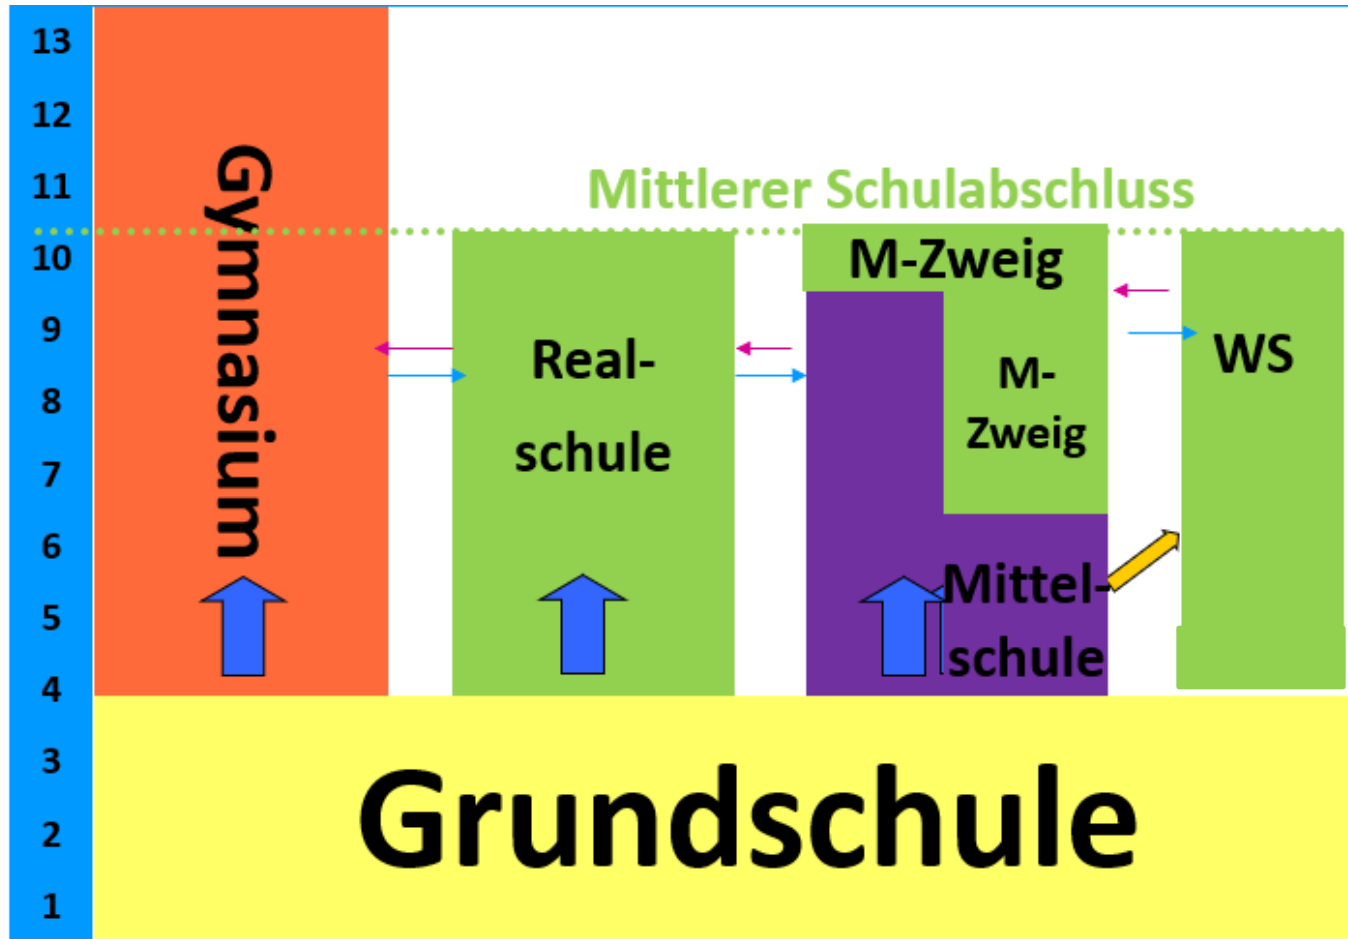 13
12
11
10
9
8
7
6
5
4
3
2
1
Gymnasium
Mittlerer Schulabschluss
Real-
schule
M-Zweig
M-
Zweig
Mittel-
schule
WS
Grundschule